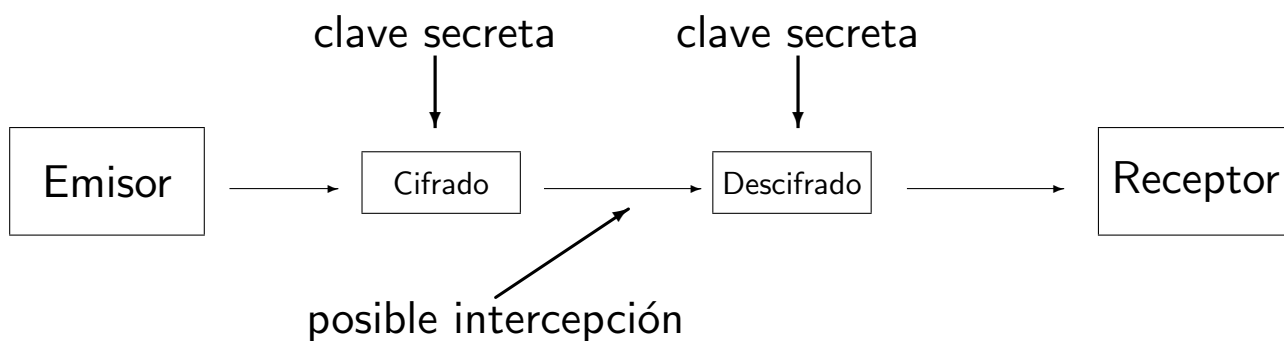 clave secreta
clave secreta
Emisor
Cifrado
Descifrado
Receptor
posible intercepción